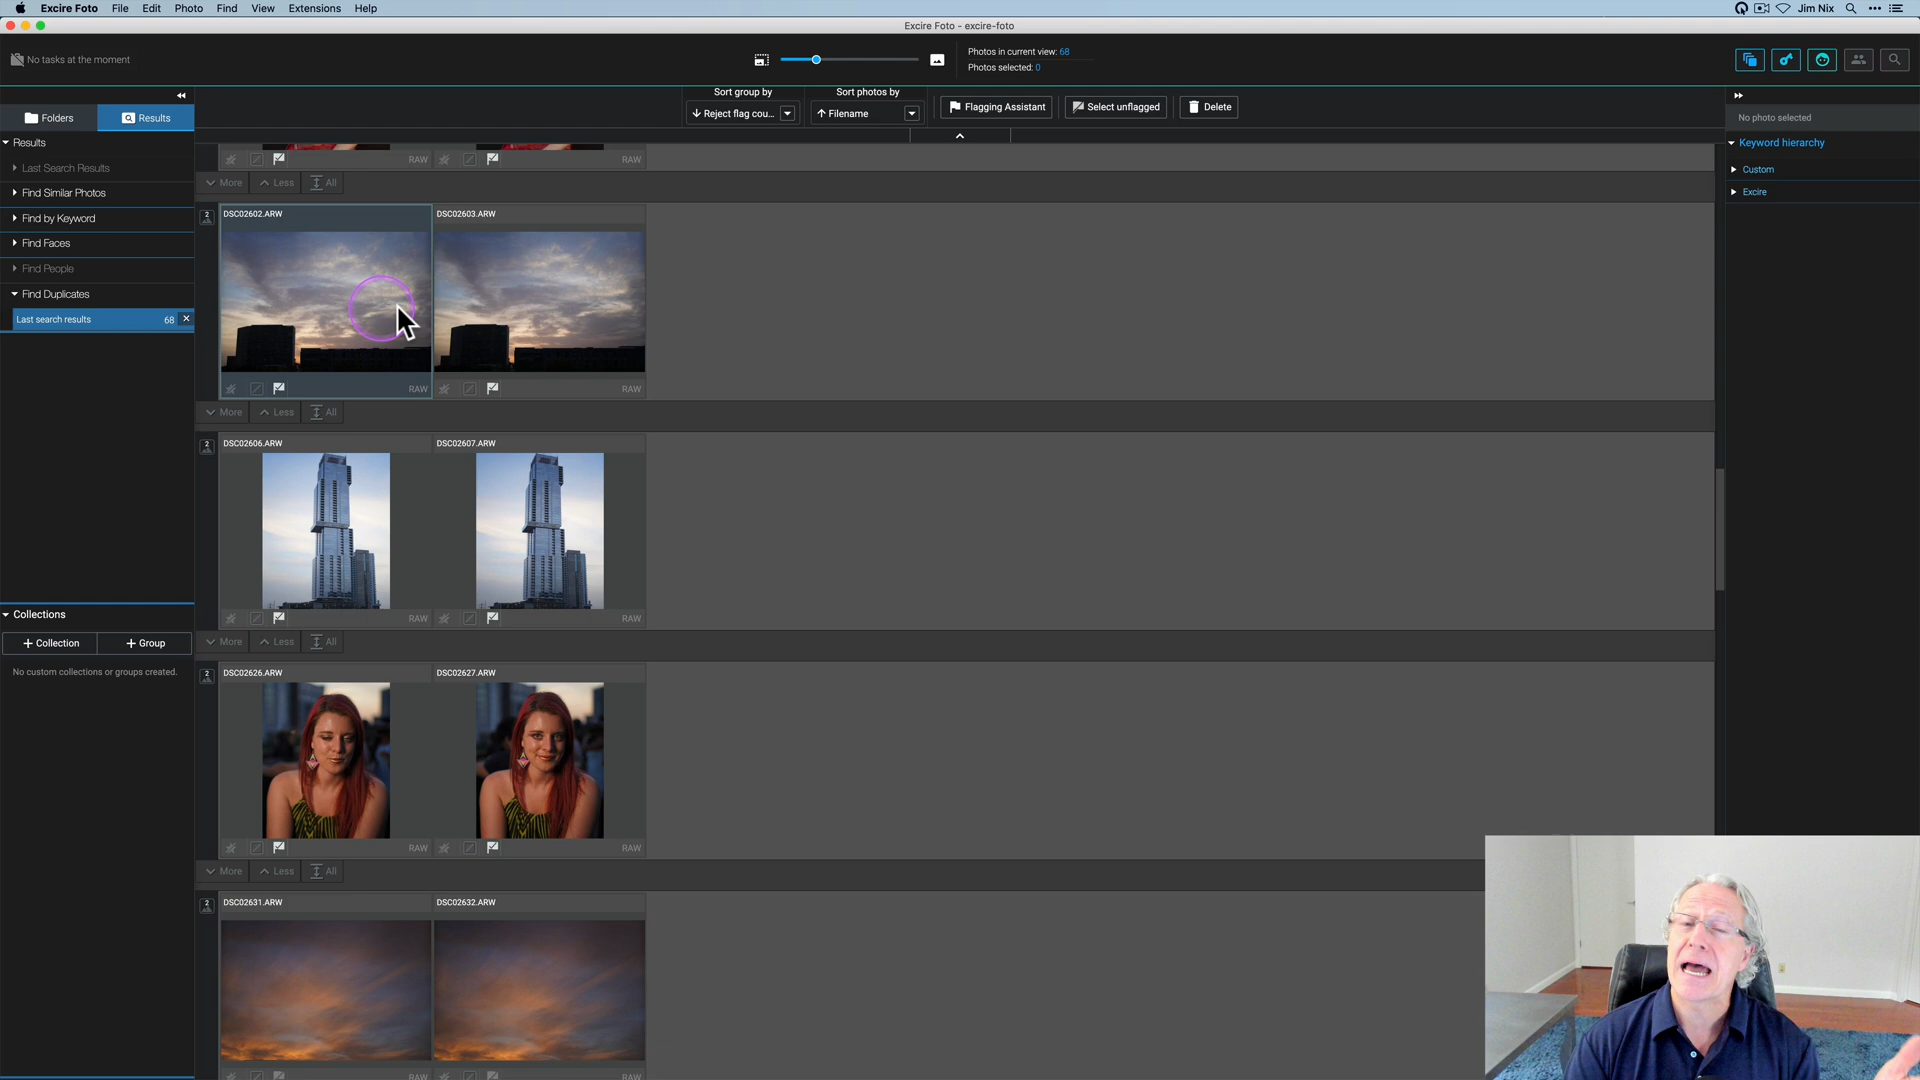 Excire Foto File Edit View Photo Find View Extensions Help Jim Nix
Excire Foto - excire-foto
No tasks at the moment
Photos in current view: 68
Photos selected: 0
Sort group by Sort photos by
Reject flag cou... Filename Flagging Assistant Select unflagged Delete
Folders Results
No photo selected
Results
Keyword hierarchy
Last Search Results
Custom
Find Similar Photos
Excire
Find by Keyword
Find Faces
Find People
Find Duplicates
Last search results 68
RAW RAW
More Less All
2 DSC02602.ARW DSC02603.ARW
RAW RAW
More Less All
2 DSC02606.ARW DSC02607.ARW
RAW RAW
More Less All
Collections
Collection Group
No custom collections or groups created.
2 DSC02626.ARW DSC02627.ARW
RAW RAW
More Less All
2 DSC02631.ARW DSC02632.ARW
RAW RAW